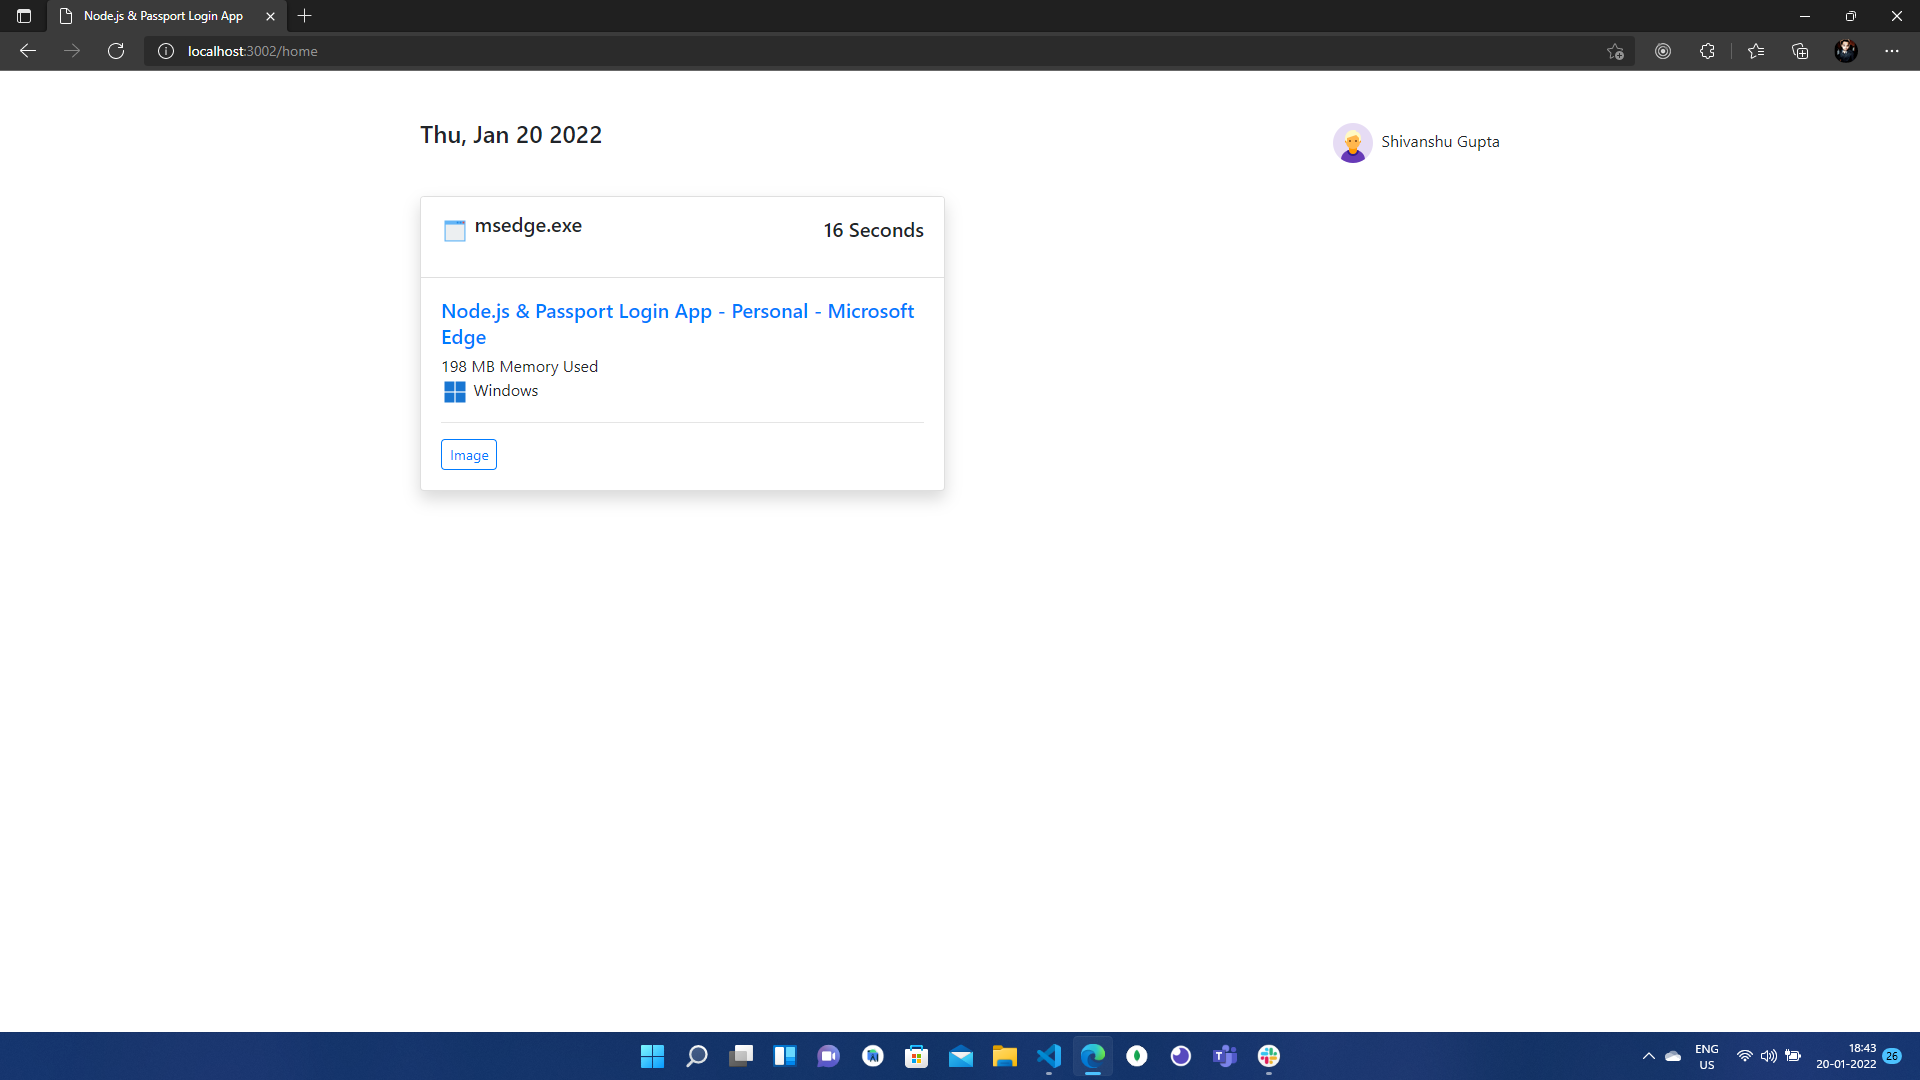 Node.js & Passport Login App
localhost:3002/home
Thu, Jan 20 2022
Shivanshu Gupta
msedge.exe
16 Seconds
Node.js & Passport Login App - Personal - Microsoft
Edge
198 MB Memory Used
Windows
Image
ENG
US
18:43
20-01-2022
26